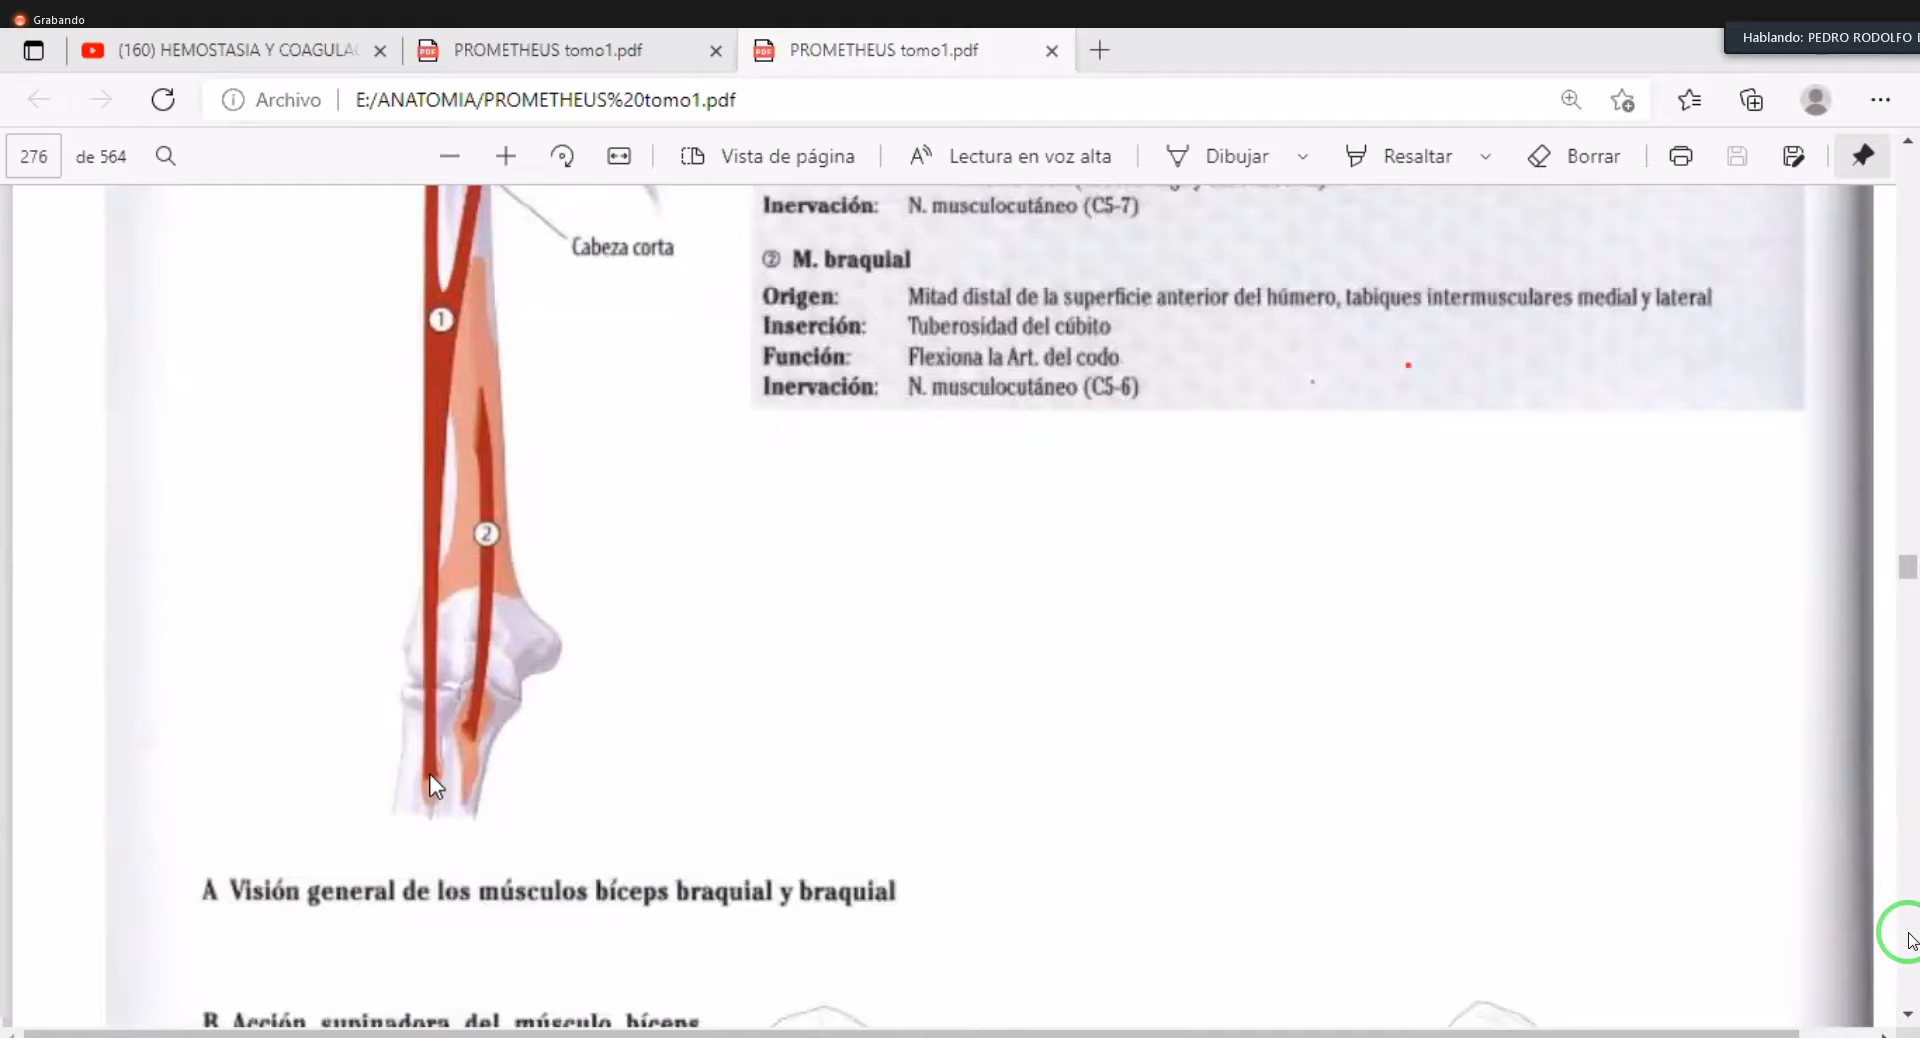 Grabando
Hablando: PEDRO RODOLFO
(160) HEMOSTASIA Y COAGULA
PROMETHEUS tomo1.pdf
PROMETHEUS tomo1.pdf
Archivo
E:/ANATOMIA/PROMETHEUS%20tomo1.pdf
276 de 564
Vista de página
Lectura en voz alta
Dibujar
Resaltar
Borrar
Inervación: N. musculocutáneo (C5-7)
Cabeza corta
② M. braquial
Origen: Mitad distal de la superficie anterior del húmero, tabiques intermusculares medial y lateral
Inserción: Tuberosidad del cúbito
Función: Flexiona la Art. del codo
Inervación: N. musculocutáneo (C5-6)
1
2
A Visión general de los músculos bíceps braquial y braquial
B Acción supinadora del músculo bíceps